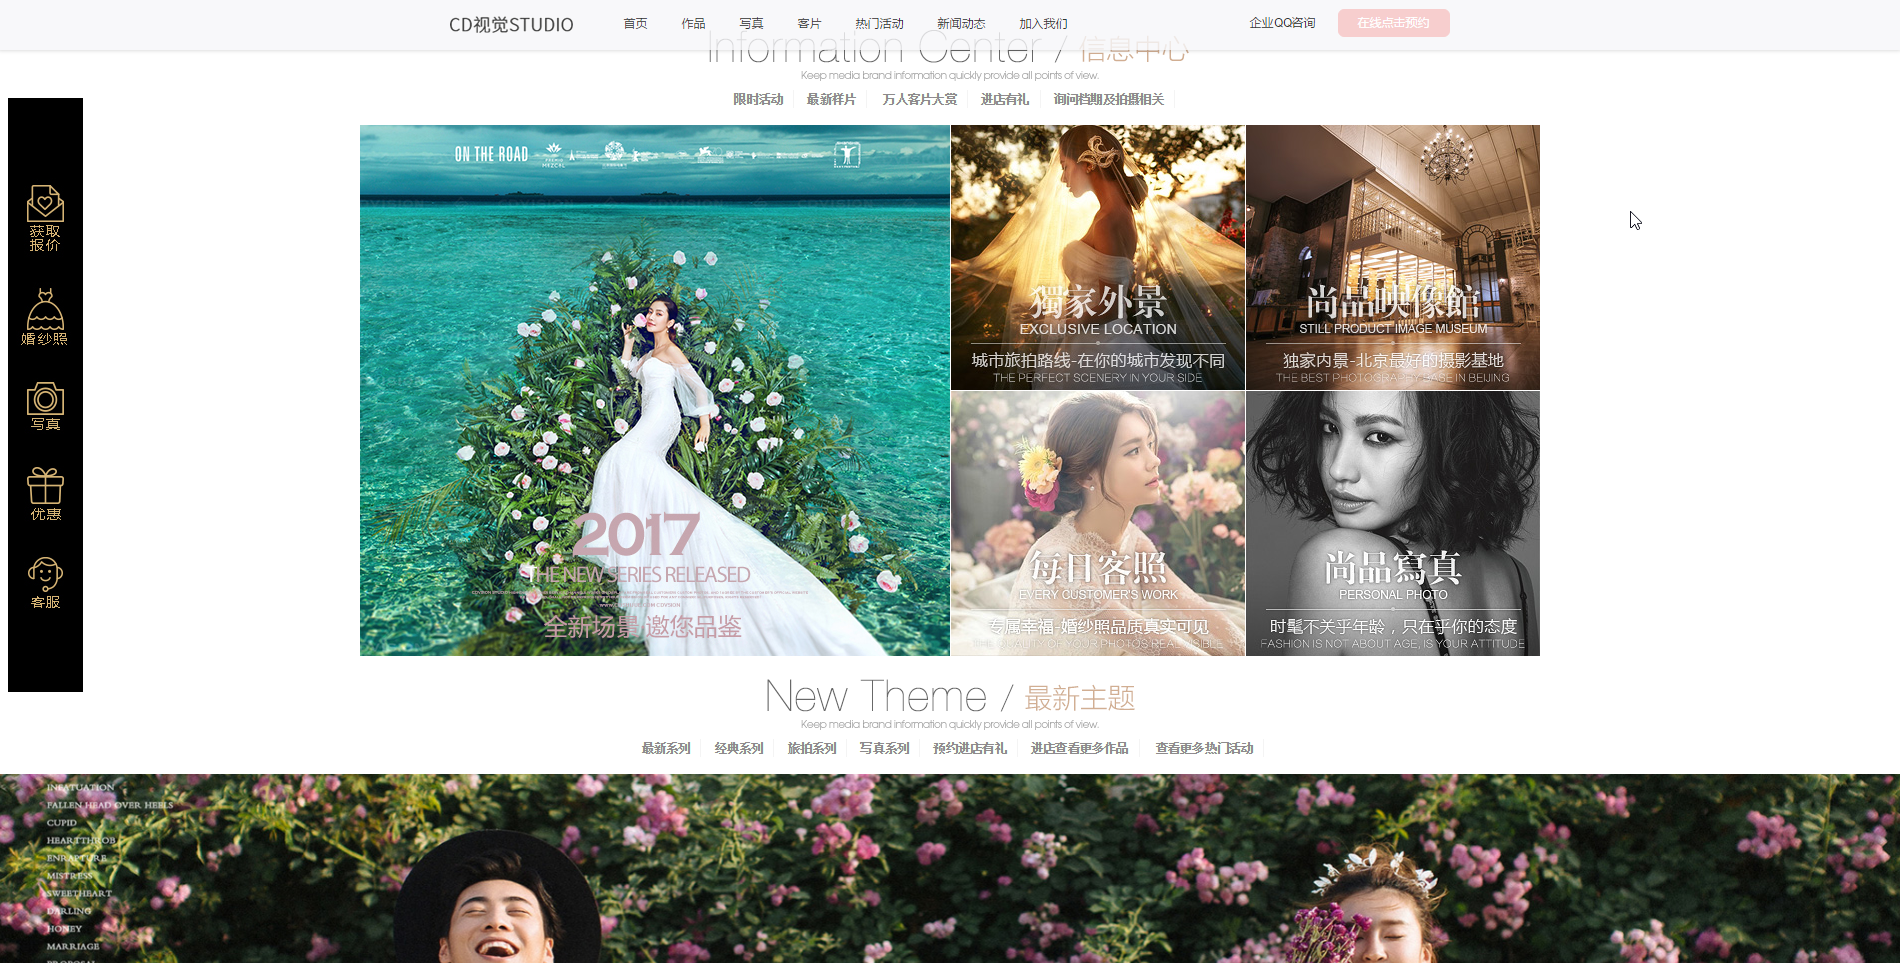 CD视觉STUDIO
首页
作品
写真
客片
热门活动
新闻动态
加入我们
企业QQ咨询
在线点击预约
Information Center / 信息中心
Keep media brand information quickly provide all points of view.
限时活动
最新样片
万人客片大赏
进店有礼
询问档期及拍摄相关
获取
报价
婚纱照
写真
优惠
客服
ON THE ROAD
2017
THE NEW SERIES RELEASED
全新场景 邀您品鉴
獨家外景
EXCLUSIVE LOCATION
城市旅拍路线-在你的城市发现不同
THE PERFECT SCENERY IN YOUR SIDE
尚品映像館
STILL PRODUCT IMAGE MUSEUM
独家内景-北京最好的摄影基地
THE BEST PHOTOGRAPHY BASE IN BEIJING
每日客照
EVERY CUSTOMER'S WORK
专属幸福-婚纱照品质真实可见
THE QUALITY OF YOUR PHOTOS REAL VISIBLE
尚品寫真
PERSONAL PHOTO
时髦不关乎年龄，只在乎你的态度
FASHION IS NOT ABOUT AGE, IS YOUR ATTITUDE
New Theme / 最新主题
Keep media brand information quickly provide all points of view.
最新系列
经典系列
旅拍系列
写真系列
预约进店有礼
进店查看更多作品
查看更多热门活动
INFATUATION
FALLEN HEAD OVER HEELS
CUPID
HEARTTHROB
ENRAPTURE
MISTRESS
SWEETHEART
DARLING
HONEY
MARRIAGE
PROPOSAL